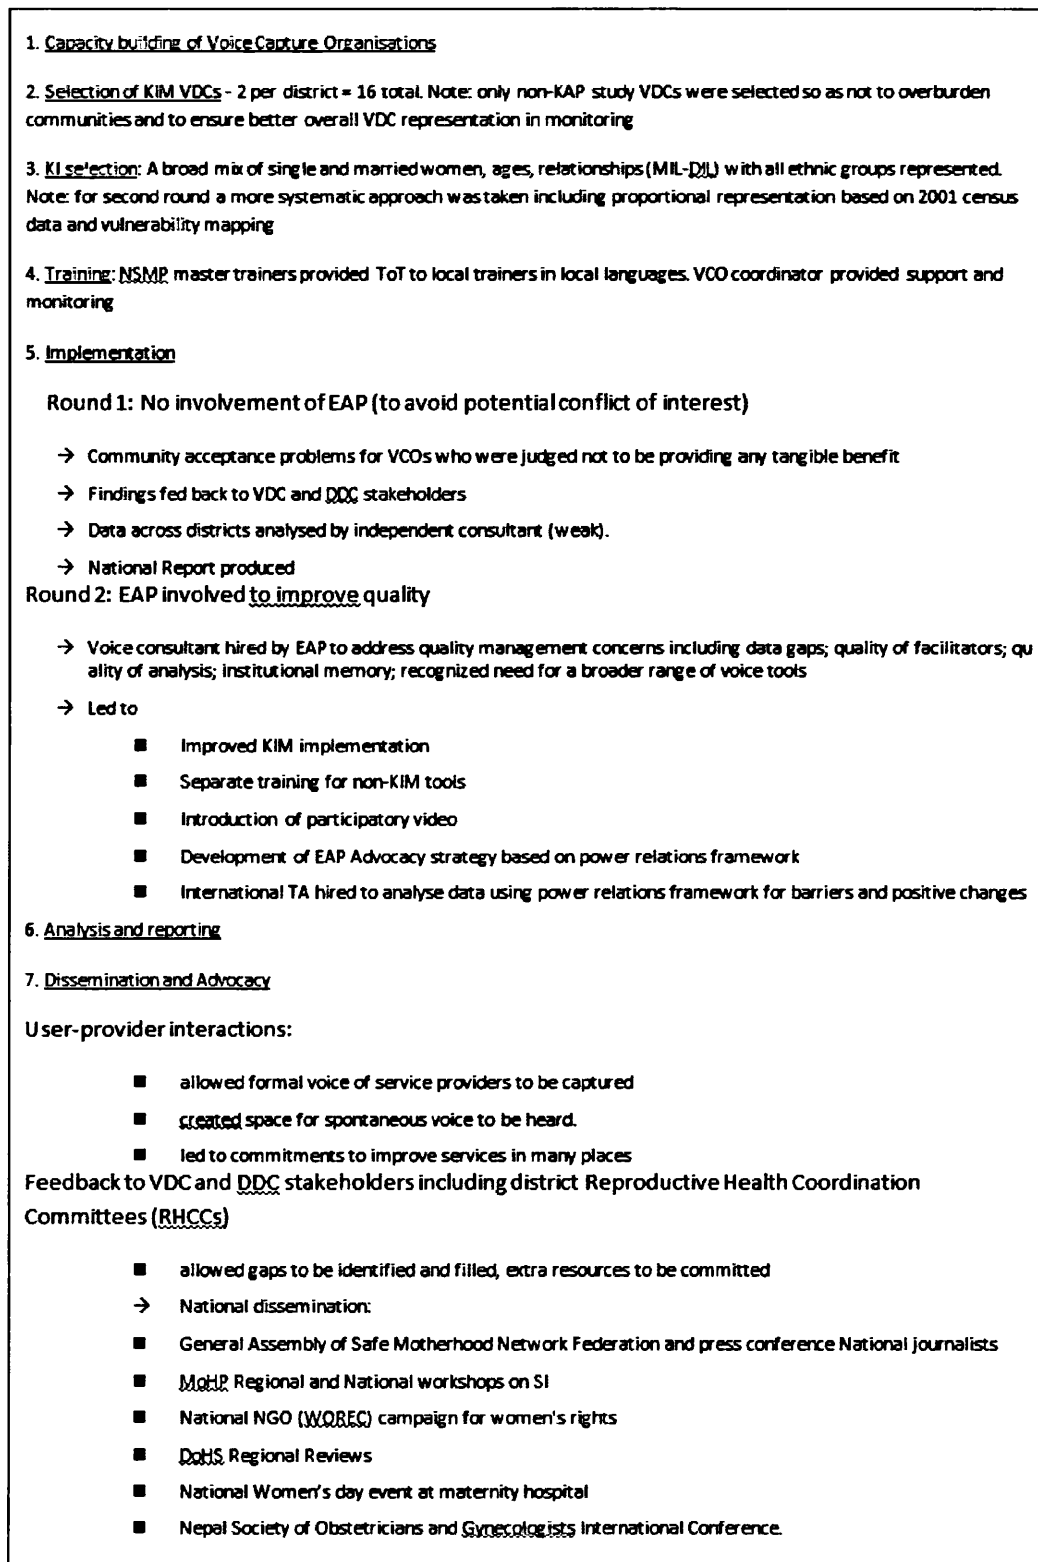 1. Capacity building of Voice Capture Organisations
2. Selection of KIM VDCs - 2 per district = 16 total. Note: only non-KAP study VDCs were selected so as not to overburden
communities and to ensure better overall VDC representation in monitoring
3. KI selection: A broad mix of single and married women, ages, relationships (MIL-DIL) with all ethnic groups represented.
Note: for second round a more systematic approach was taken including proportional representation based on 2001 census
data and vulnerability mapping
4. Training: NSMP master trainers provided ToT to local trainers in local languages. VCO coordinator provided support and
monitoring
5. Implementation
Round 1: No involvement of EAP (to avoid potential conflict of interest)
→ Community acceptance problems for VCOs who were judged not to be providing any tangible benefit
→ Findings fed back to VDC and DDC stakeholders
→ Data across districts analysed by independent consultant (weak).
→ National Report produced
Round 2: EAP involved to improve quality
→ Voice consultant hired by EAP to address quality management concerns including data gaps; quality of facilitators; qu
ality of analysis; institutional memory; recognized need for a broader range of voice tools
→ Led to
■ Improved KIM implementation
■ Separate training for non-KIM tools
■ Introduction of participatory video
■ Development of EAP Advocacy strategy based on power relations framework
■ International TA hired to analyse data using power relations framework for barriers and positive changes
6. Analysis and reporting
7. Dissemination and Advocacy
User-provider interactions:
■ allowed formal voice of service providers to be captured
■ created space for spontaneous voice to be heard.
■ led to commitments to improve services in many places
Feedback to VDC and DDC stakeholders including district Reproductive Health Coordination
Committees (RHCCs)
■ allowed gaps to be identified and filled, extra resources to be committed
→ National dissemination:
■ General Assembly of Safe Motherhood Network Federation and press conference National journalists
■ MoHP Regional and National workshops on SI
■ National NGO (WOREC) campaign for women's rights
■ DoHS Regional Reviews
■ National Women's day event at maternity hospital
■ Nepal Society of Obstetricians and Gynecologists International Conference.